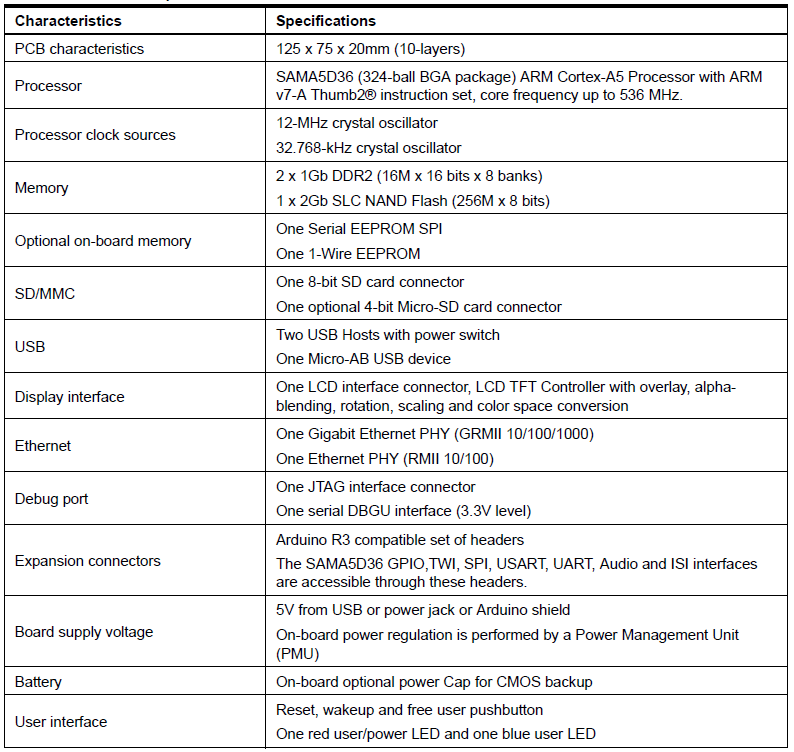 Characteristics Specifications
PCB characteristics 125 x 75 x 20mm (10-layers)
Processor SAMA5D36 (324-ball BGA package) ARM Cortex-A5 Processor with ARM
v7-A Thumb2® instruction set, core frequency up to 536 MHz.
Processor clock sources 12-MHz crystal oscillator
32.768-kHz crystal oscillator
Memory 2 x 1Gb DDR2 (16M x 16 bits x 8 banks)
1 x 2Gb SLC NAND Flash (256M x 8 bits)
Optional on-board memory One Serial EEPROM SPI
One 1-Wire EEPROM
SD/MMC One 8-bit SD card connector
One optional 4-bit Micro-SD card connector
USB Two USB Hosts with power switch
One Micro-AB USB device
Display interface One LCD interface connector, LCD TFT Controller with overlay, alpha-
blending, rotation, scaling and color space conversion
Ethernet One Gigabit Ethernet PHY (GRMII 10/100/1000)
One Ethernet PHY (RMII 10/100)
Debug port One JTAG interface connector
One serial DBGU interface (3.3V level)
Expansion connectors Arduino R3 compatible set of headers
The SAMA5D36 GPIO,TWI, SPI, USART, UART, Audio and ISI interfaces
are accessible through these headers.
Board supply voltage 5V from USB or power jack or Arduino shield
On-board power regulation is performed by a Power Management Unit
(PMU)
Battery On-board optional power Cap for CMOS backup
User interface Reset, wakeup and free user pushbutton
One red user/power LED and one blue user LED